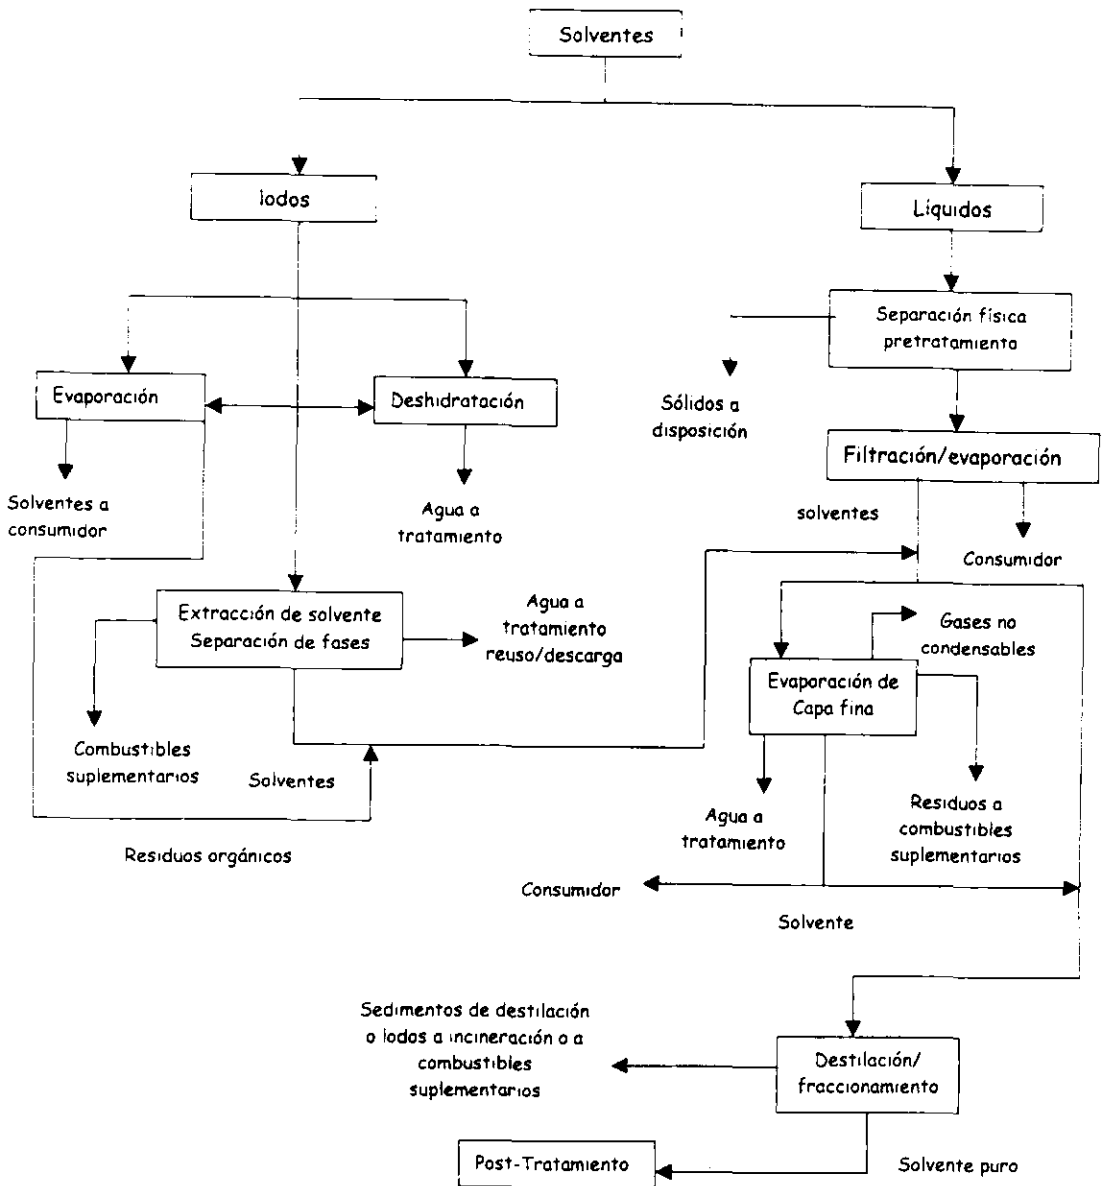 Solventes
lodos
Líquidos
Separación física
pretratamiento
Evaporación
Deshidratación
Sólidos a
disposición
Filtración/evaporación
Solventes a
consumidor
Agua a
tratamiento
solventes
Consumidor
Extracción de solvente
Separación de fases
Agua a
tratamiento
reuso/descarga
Gases no
condensables
Evaporación de
Capa fina
Combustibles
suplementarios
Solventes
Agua a
tratamiento
Residuos a
combustibles
suplementarios
Residuos orgánicos
Consumidor
Solvente
Sedimentos de destilación
o lodos a incineración o a
combustibles
suplementarios
Destilación/
fraccionamiento
Post-Tratamiento
Solvente puro